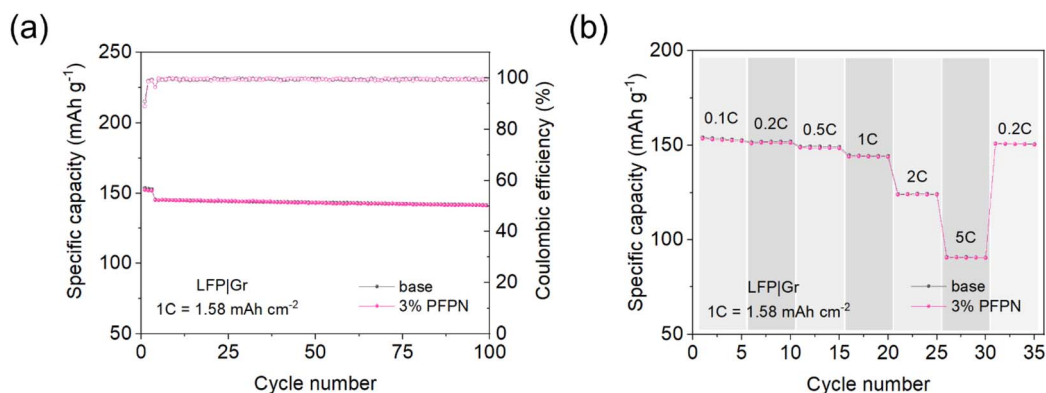 (a)
250
200
150
100
50
Specific capacity (mAh g⁻¹)
100
80
60
40
20
0
Coulombic efficiency (%)
LFP|Gr
1C = 1.58 mAh cm⁻²
base
3% PFPN
0 25 50 75 100
Cycle number
(b)
200
150
100
50
Specific capacity (mAh g⁻¹)
0.1C
0.2C
0.5C
1C
2C
5C
0.2C
LFP|Gr
1C = 1.58 mAh cm⁻²
base
3% PFPN
0 5 10 15 20 25 30 35
Cycle number